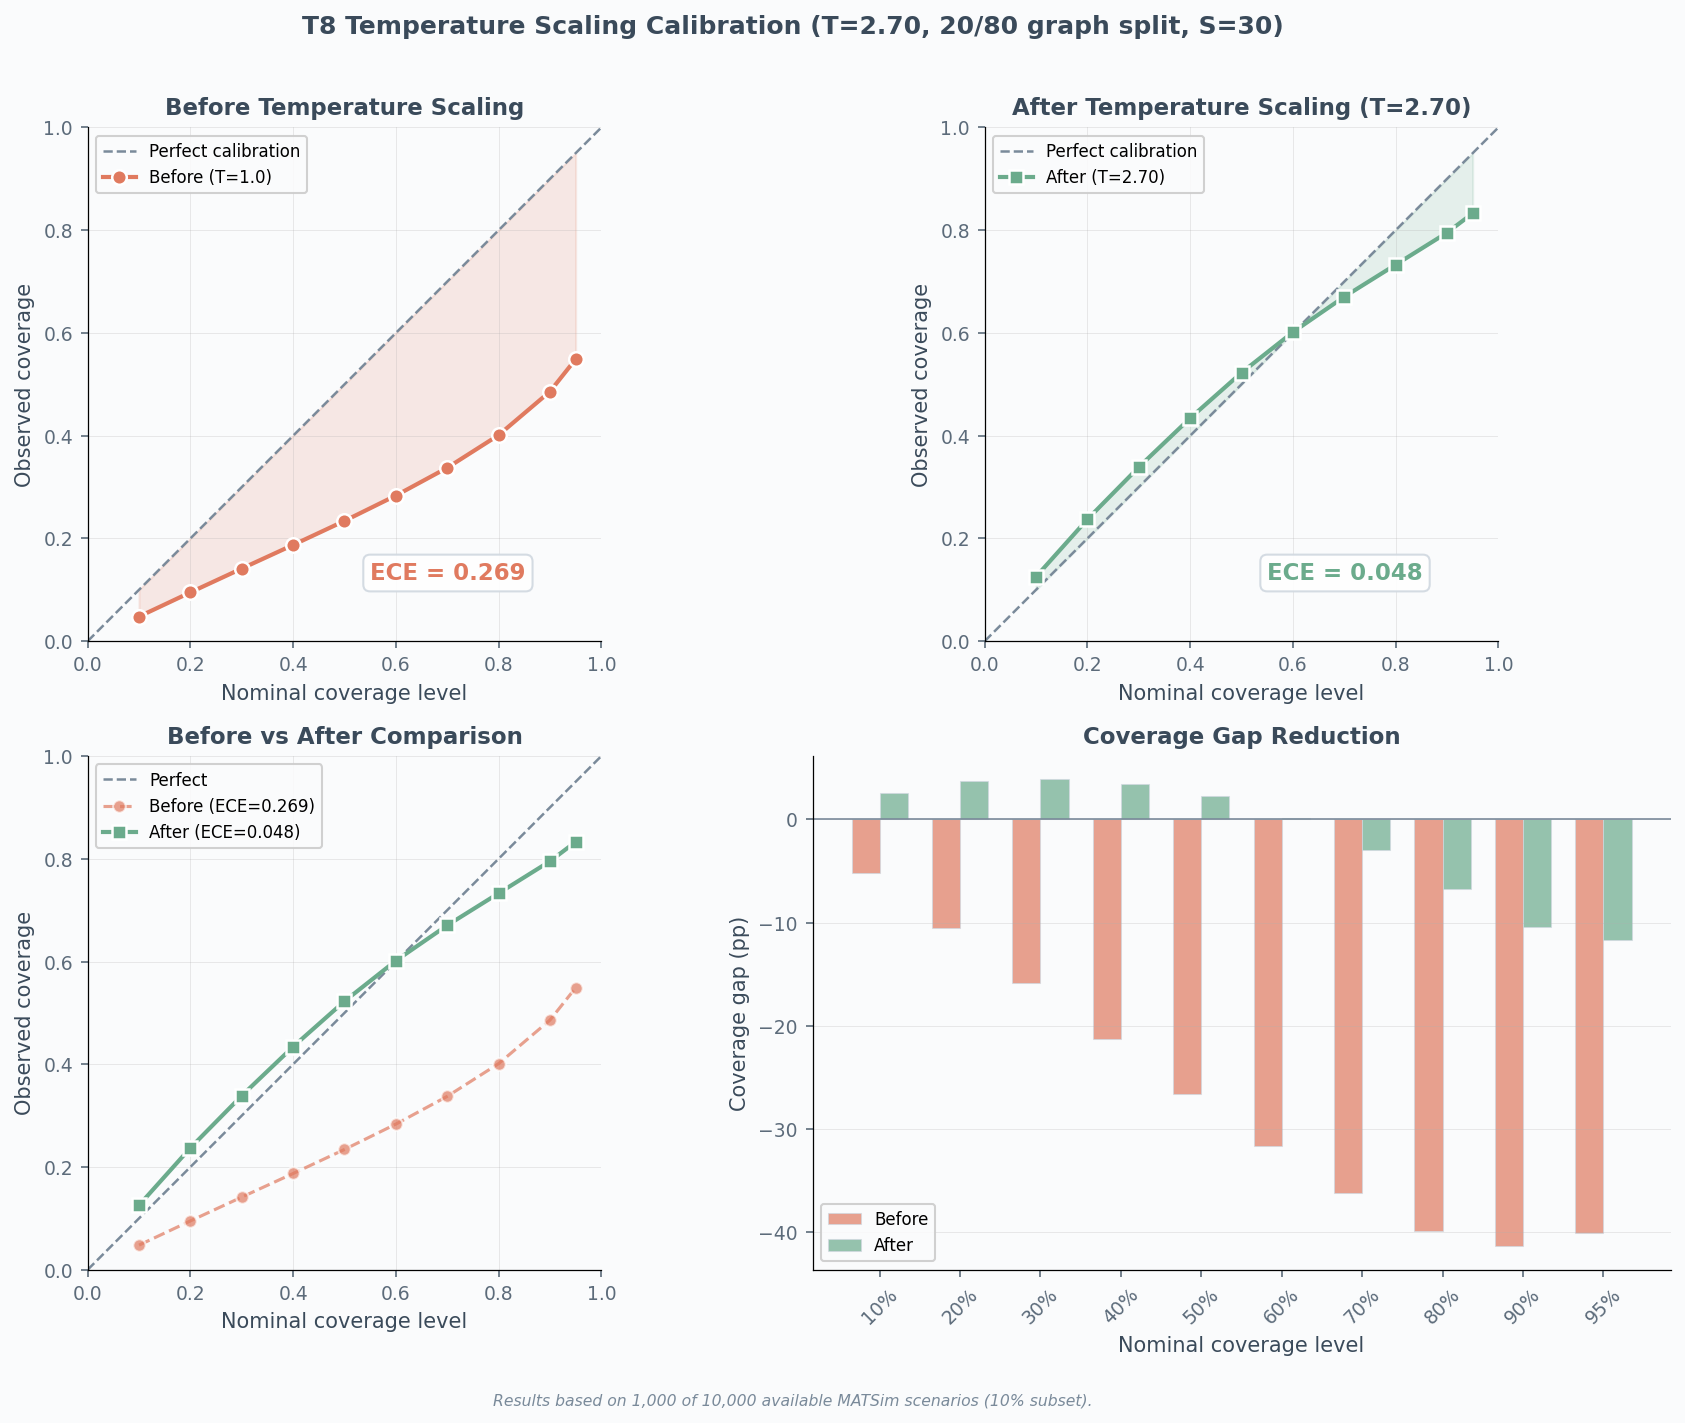 T8 Temperature Scaling Calibration (T=2.70, 20/80 graph split, S=30)
Before Temperature Scaling
1.0
0.8
0.6
0.4
0.2
0.0
Observed coverage
Perfect calibration
Before (T=1.0)
ECE = 0.269
0.0 0.2 0.4 0.6 0.8 1.0
Nominal coverage level
After Temperature Scaling (T=2.70)
1.0
0.8
0.6
0.4
0.2
0.0
Observed coverage
Perfect calibration
After (T=2.70)
ECE = 0.048
0.0 0.2 0.4 0.6 0.8 1.0
Nominal coverage level
Before vs After Comparison
1.0
0.8
0.6
0.4
0.2
0.0
Observed coverage
Perfect
Before (ECE=0.269)
After (ECE=0.048)
0.0 0.2 0.4 0.6 0.8 1.0
Nominal coverage level
Coverage Gap Reduction
0
−10
−20
−30
−40
Coverage gap (pp)
Before
After
10% 20% 30% 40% 50% 60% 70% 80% 90% 95%
Nominal coverage level
Results based on 1,000 of 10,000 available MATSim scenarios (10% subset).